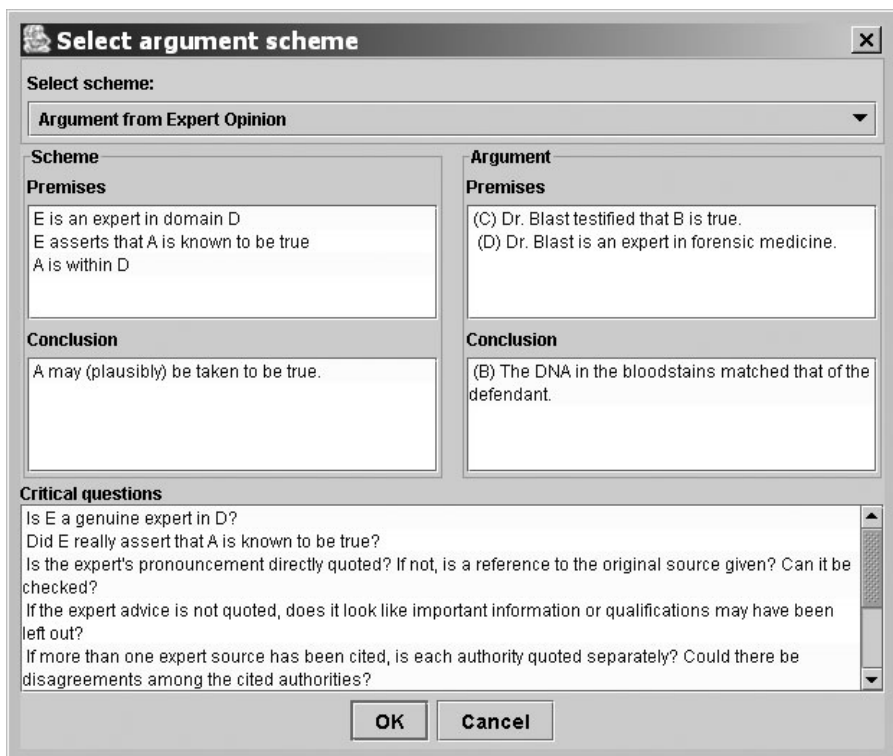 Select argument scheme
Select scheme:
Argument from Expert Opinion
Scheme
Premises
E is an expert in domain D
E asserts that A is known to be true
A is within D
Conclusion
A may (plausibly) be taken to be true.
Argument
Premises
(C) Dr. Blast testified that B is true.
(D) Dr. Blast is an expert in forensic medicine.
Conclusion
(B) The DNA in the bloodstains matched that of the
defendant.
Critical questions
Is E a genuine expert in D?
Did E really assert that A is known to be true?
Is the expert's pronouncement directly quoted? If not, is a reference to the original source given? Can it be
checked?
If the expert advice is not quoted, does it look like important information or qualifications may have been
left out?
If more than one expert source has been cited, is each authority quoted separately? Could there be
disagreements among the cited authorities?
OK
Cancel